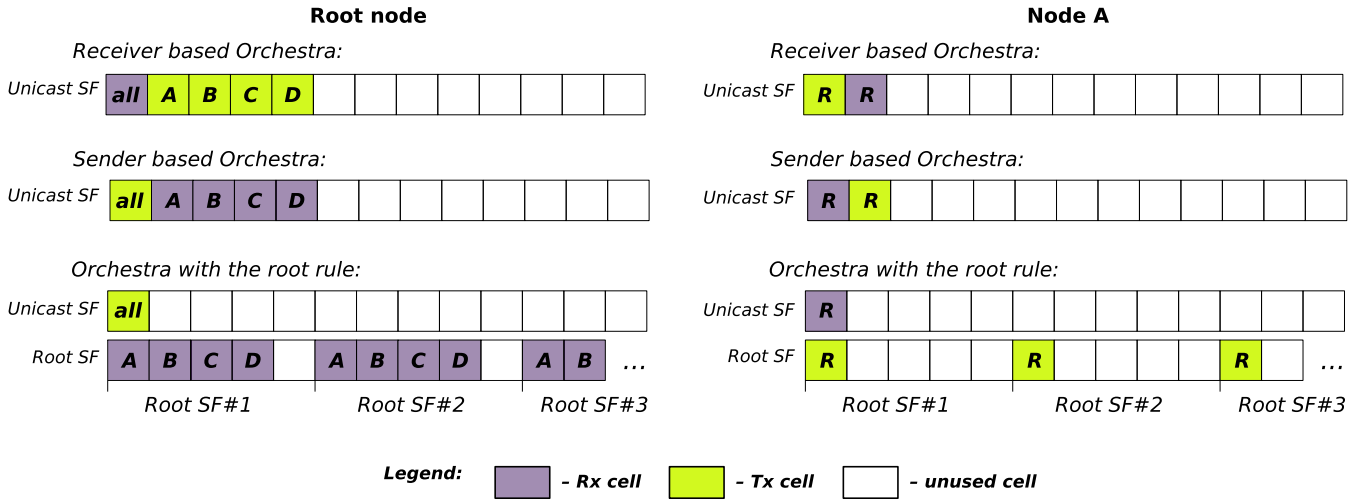 Root node
Receiver based Orchestra:
Unicast SF all A B C D
Sender based Orchestra:
Unicast SF all A B C D
Orchestra with the root rule:
Unicast SF all
Root SF A B C D A B C D A B ...
Root SF#1 Root SF#2 Root SF#3
Node A
Receiver based Orchestra:
Unicast SF R R
Sender based Orchestra:
Unicast SF R R
Orchestra with the root rule:
Unicast SF R
Root SF R R R ...
Root SF#1 Root SF#2 Root SF#3
Legend: – Rx cell – Tx cell – unused cell